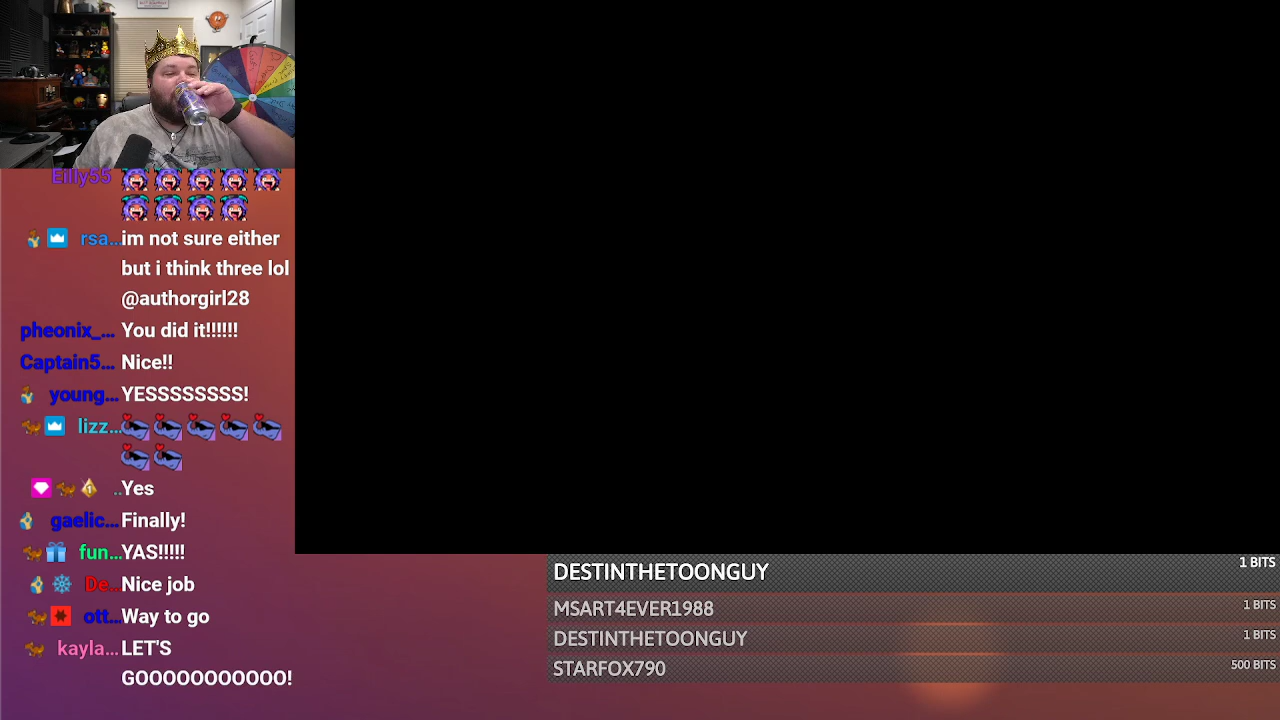 Eilly55
rsa… im not sure either
but i think three lol
@authorgirl28
pheonix_… You did it!!!!!!
Captain5… Nice!!
young… YESSSSSSSS!
lizz…
..Yes
gaelic… Finally!
fun… YAS!!!!!
De… Nice job
ott… Way to go
kayla… LET'S
GOOOOOOOOOOO!
DESTINTHETOONGUY 1 BITS
MSART4EVER1988 1 BITS
DESTINTHETOONGUY 1 BITS
STARFOX790 500 BITS